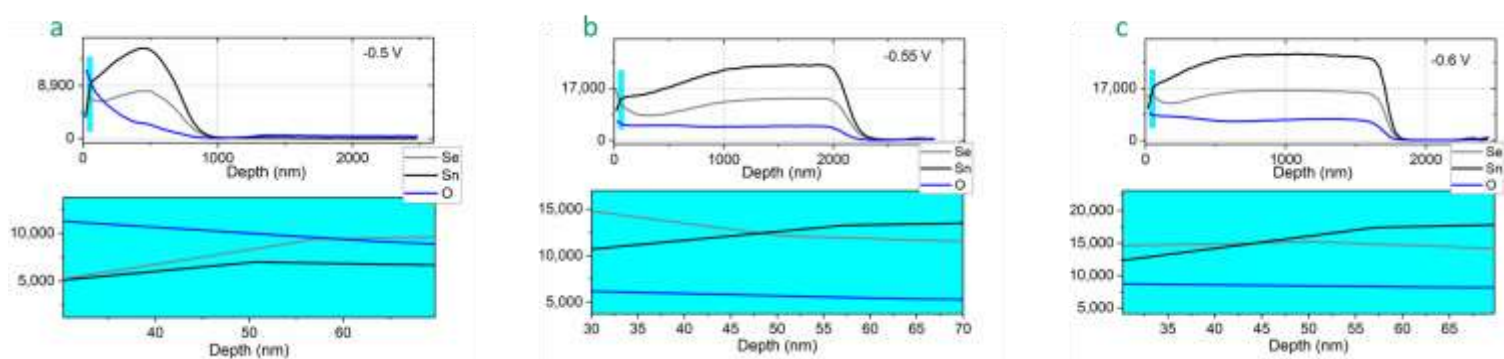 a
-0.5 V
8,900
0
0
1000
2000
Depth (nm)
Se
Sn
O
10,000
5,000
40
50
60
Depth (nm)
b
-0.55 V
17,000
0
0
1000
2000
Depth (nm)
Se
Sn
O
15,000
10,000
5,000
30
35
40
45
50
55
60
65
70
Depth (nm)
c
-0.6 V
17,000
0
0
1000
2000
Depth (nm)
Se
Sn
O
20,000
15,000
10,000
5,000
35
40
45
50
55
60
65
Depth (nm)